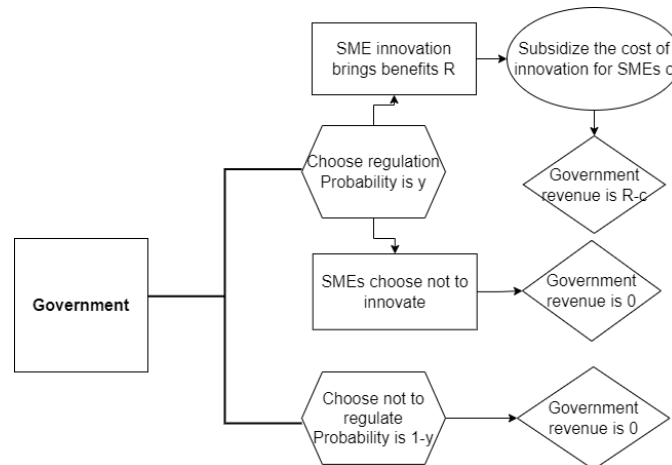 SME innovation
brings benefits R
Subsidize the cost of
innovation for SMEs c
Choose regulation
Probability is y
Government
revenue is R-c
Government
SMEs choose not to
innovate
Government
revenue is 0
Choose not to
regulate
Probability is 1-y
Government
revenue is 0